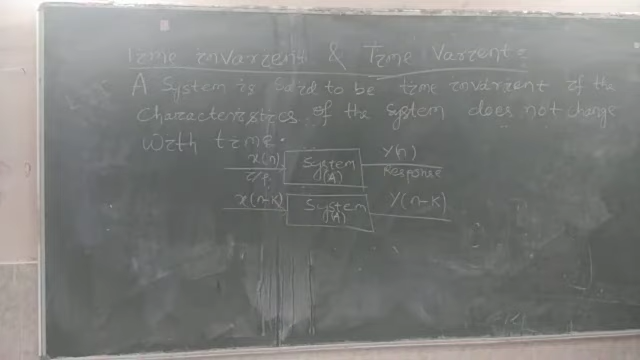 Time invarient & Time Varient:
A System is Said to be time invarient if the
characteristics of the system does not change
with time.
x(n) System (A) Y(n)
I/P Response
x(n-k) System (A) Y(n-k)